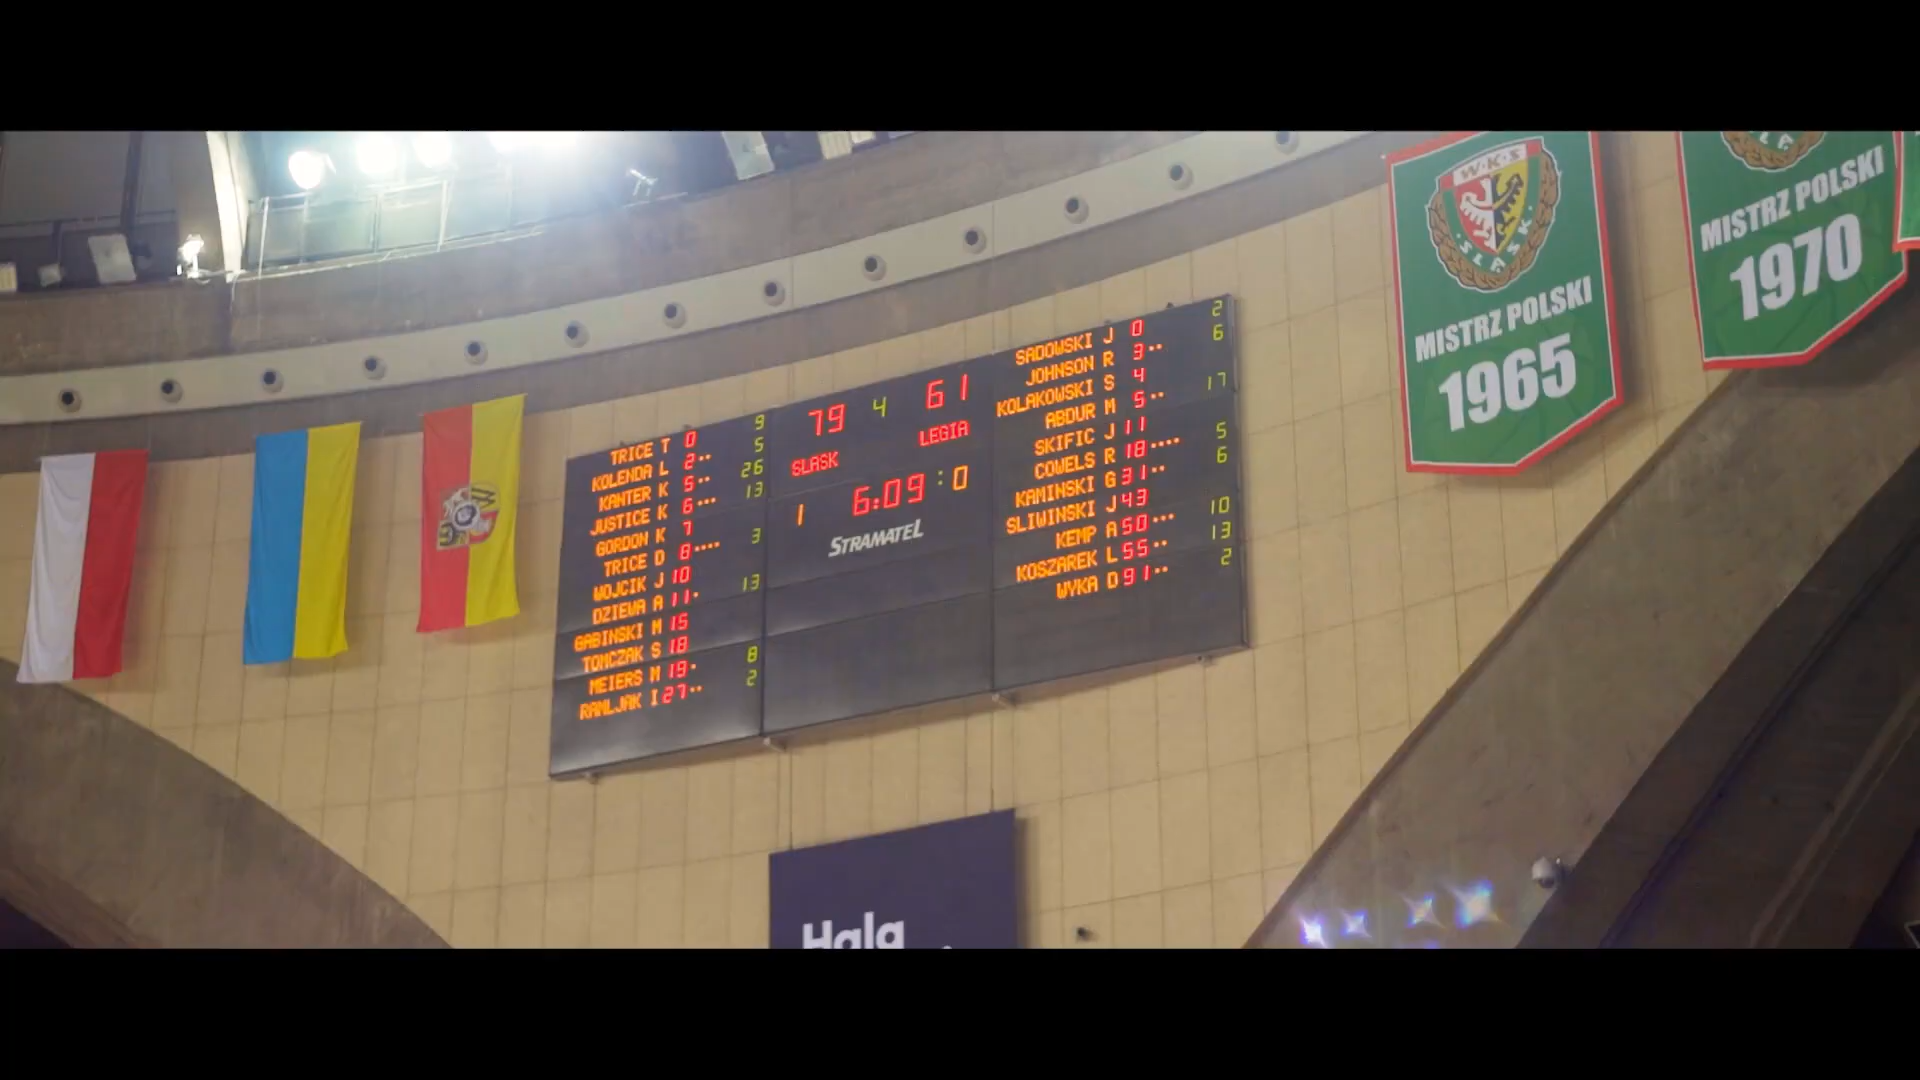 TRICE T 0 9
KOLENDA L 2 5
KANTER K 5 26
JUSTICE K 6 13
GORDON K 7
TRICE D 8 3
WOJCIK J 10
DZIEWA A 11 13
GABINSKI M 15
TOMCZAK S 18
MEIERS M 19 8
RAMLJAK I 27 2
79 4 61
SLASK LEGIA
1 6:09 :0
STRAMATEL
SADOWSKI J 0 2
JOHNSON R 3 6
KOLAKOWSKI S 4
ABDUR M 5 17
SKIFIC J 11
COWELS R 18 5
KAMINSKI G 31 6
SLIWINSKI J 43
KEMP A 50 10
KOSZAREK L 55 13
WYKA D 91 2
W·K·S
ŚLĄSK
MISTRZ POLSKI
1965
MISTRZ POLSKI
1970
Hala